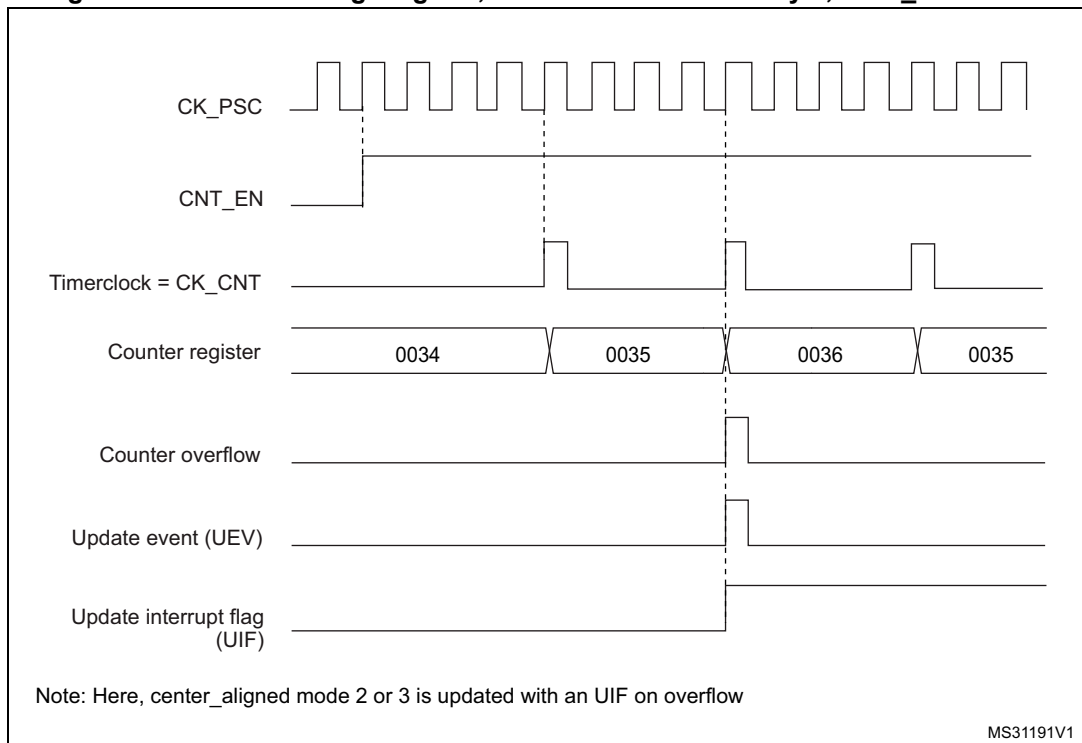 CK_PSC
CNT_EN
Timerclock = CK_CNT
Counter register 0034 0035 0036 0035
Counter overflow
Update event (UEV)
Update interrupt flag
(UIF)
Note: Here, center_aligned mode 2 or 3 is updated with an UIF on overflow
MS31191V1